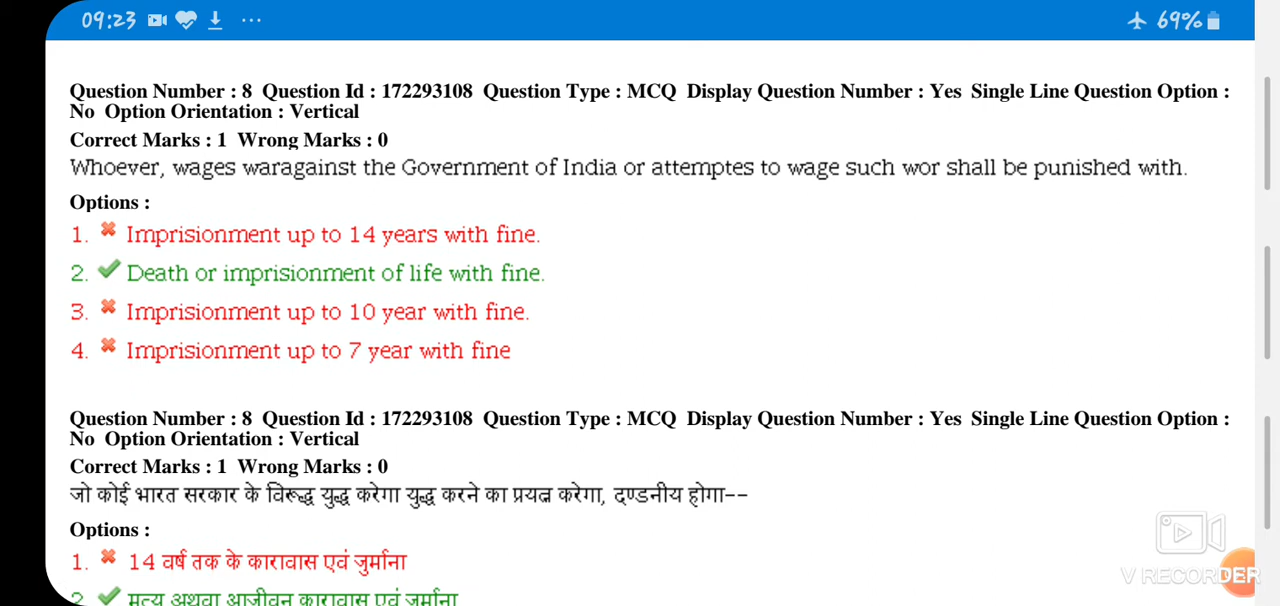 09:23 ... 69%
Question Number : 8 Question Id : 172293108 Question Type : MCQ Display Question Number : Yes Single Line Question Option :
No Option Orientation : Vertical
Correct Marks : 1 Wrong Marks : 0
Whoever, wages waragainst the Government of India or attemptes to wage such wor shall be punished with.
Options :
1. Imprisionment up to 14 years with fine.
2. Death or imprisionment of life with fine.
3. Imprisionment up to 10 year with fine.
4. Imprisionment up to 7 year with fine
Question Number : 8 Question Id : 172293108 Question Type : MCQ Display Question Number : Yes Single Line Question Option :
No Option Orientation : Vertical
Correct Marks : 1 Wrong Marks : 0
जो कोई भारत सरकार के विरूद्ध युद्ध करेगा युद्ध करने का प्रयत्न करेगा, दण्डनीय होगा--
Options :
1. 14 वर्ष तक के कारावास एवं जुर्माना
2. मृत्यु अथवा आजीवन कारावास एवं जुर्माना
V RECORDER